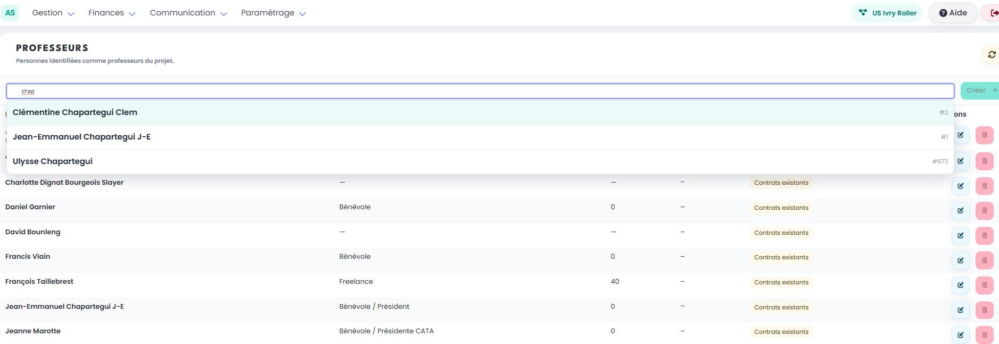 AS Gestion Finances Communication Paramétrage US Ivry Roller Aide
PROFESSEURS
Personnes identifiées comme professeurs du projet.
chap
Créer +
Clémentine Chapartegui Clem #2
ons
Jean-Emmanuel Chapartegui J-E #1
Ulysse Chapartegui #673
Charlotte Dignat Bourgeois Slayer — — – Contrats existants
Daniel Garnier Bénévole 0 – Contrats existants
David Bounleng — — – Contrats existants
Francis Viain Bénévole 0 – Contrats existants
François Taillebrest Freelance 40 – Contrats existants
Jean-Emmanuel Chapartegui J-E Bénévole / Président 0 – Contrats existants
Jeanne Marotte Bénévole / Présidente CATA 0 – Contrats existants